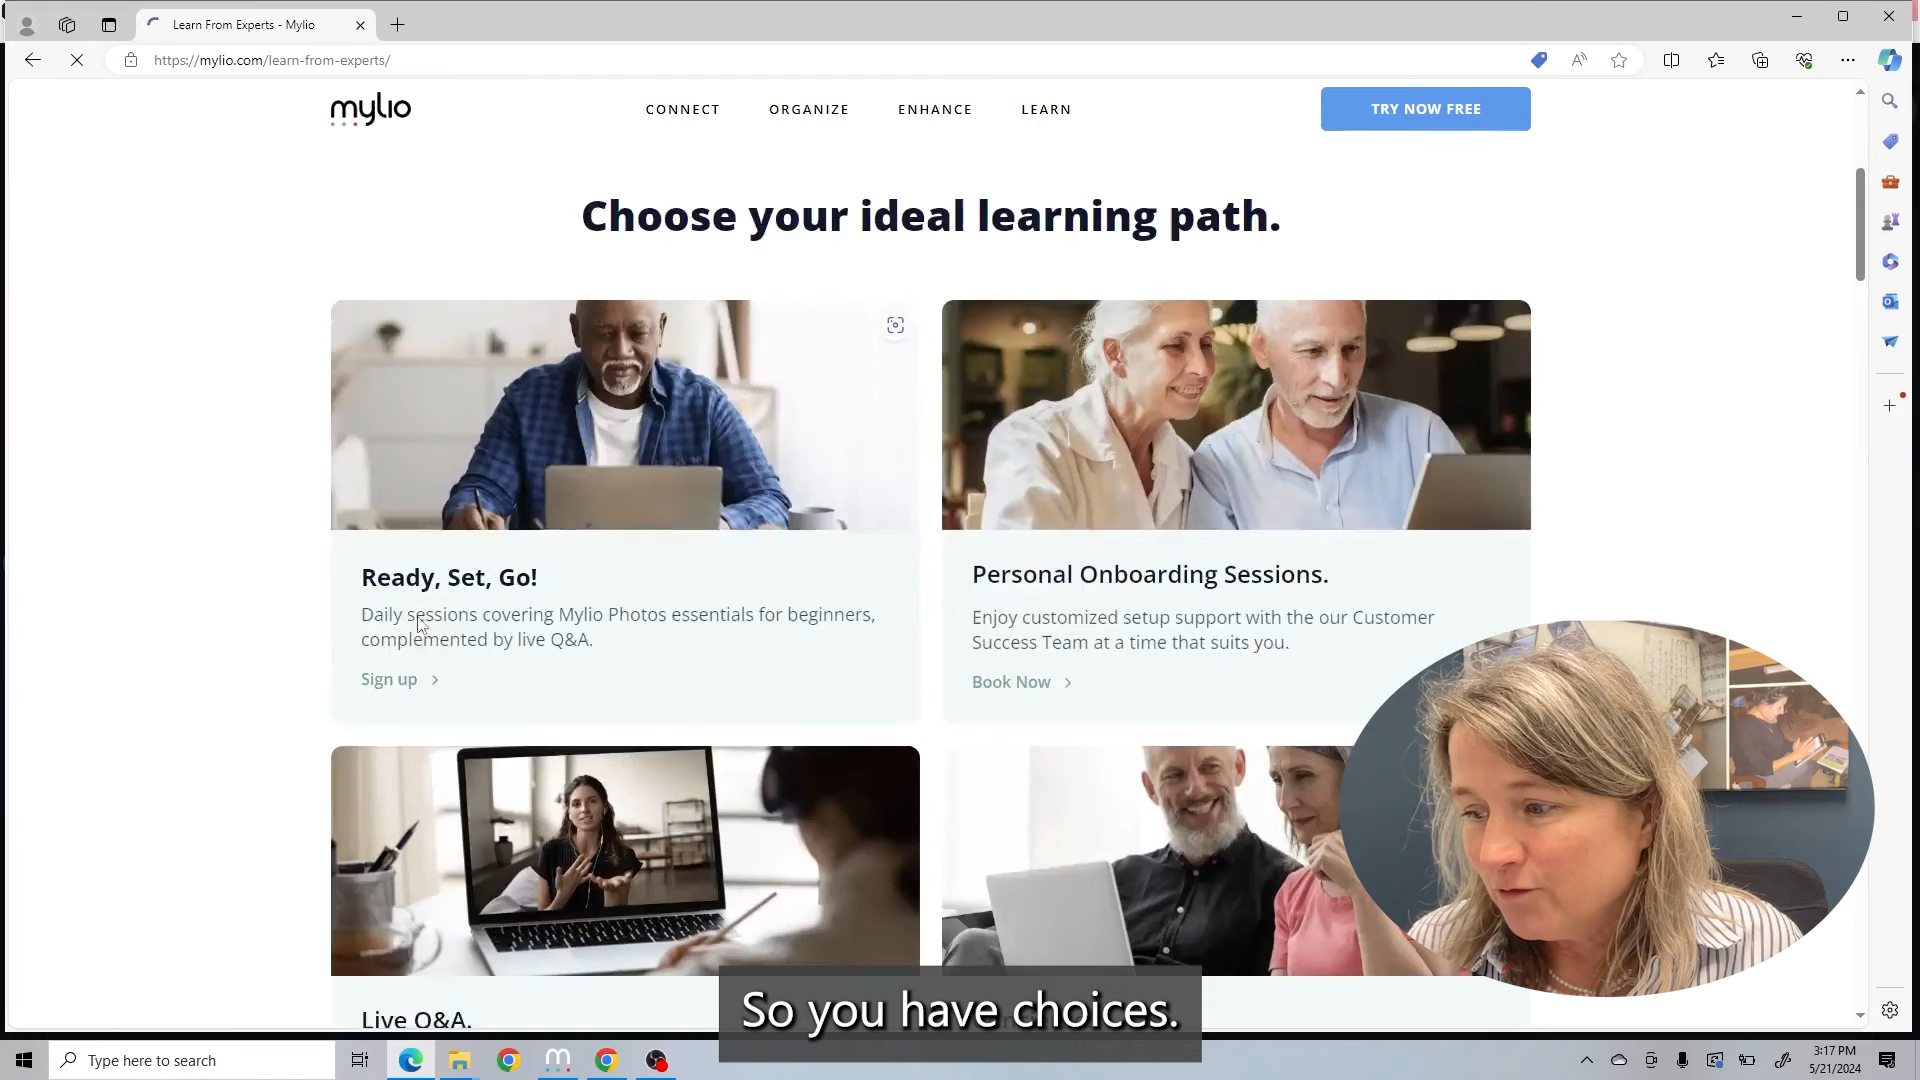 Learn From Experts - Mylio
https://mylio.com/learn-from-experts/
mylio
CONNECT
ORGANIZE
ENHANCE
LEARN
TRY NOW FREE
Choose your ideal learning path.
Ready, Set, Go!
Daily sessions covering Mylio Photos essentials for beginners,
complemented by live Q&A.
Sign up
Personal Onboarding Sessions.
Enjoy customized setup support with the our Customer
Success Team at a time that suits you.
Book Now
Live Q&A.
So you have choices.
Type here to search
3:17 PM
5/21/2024